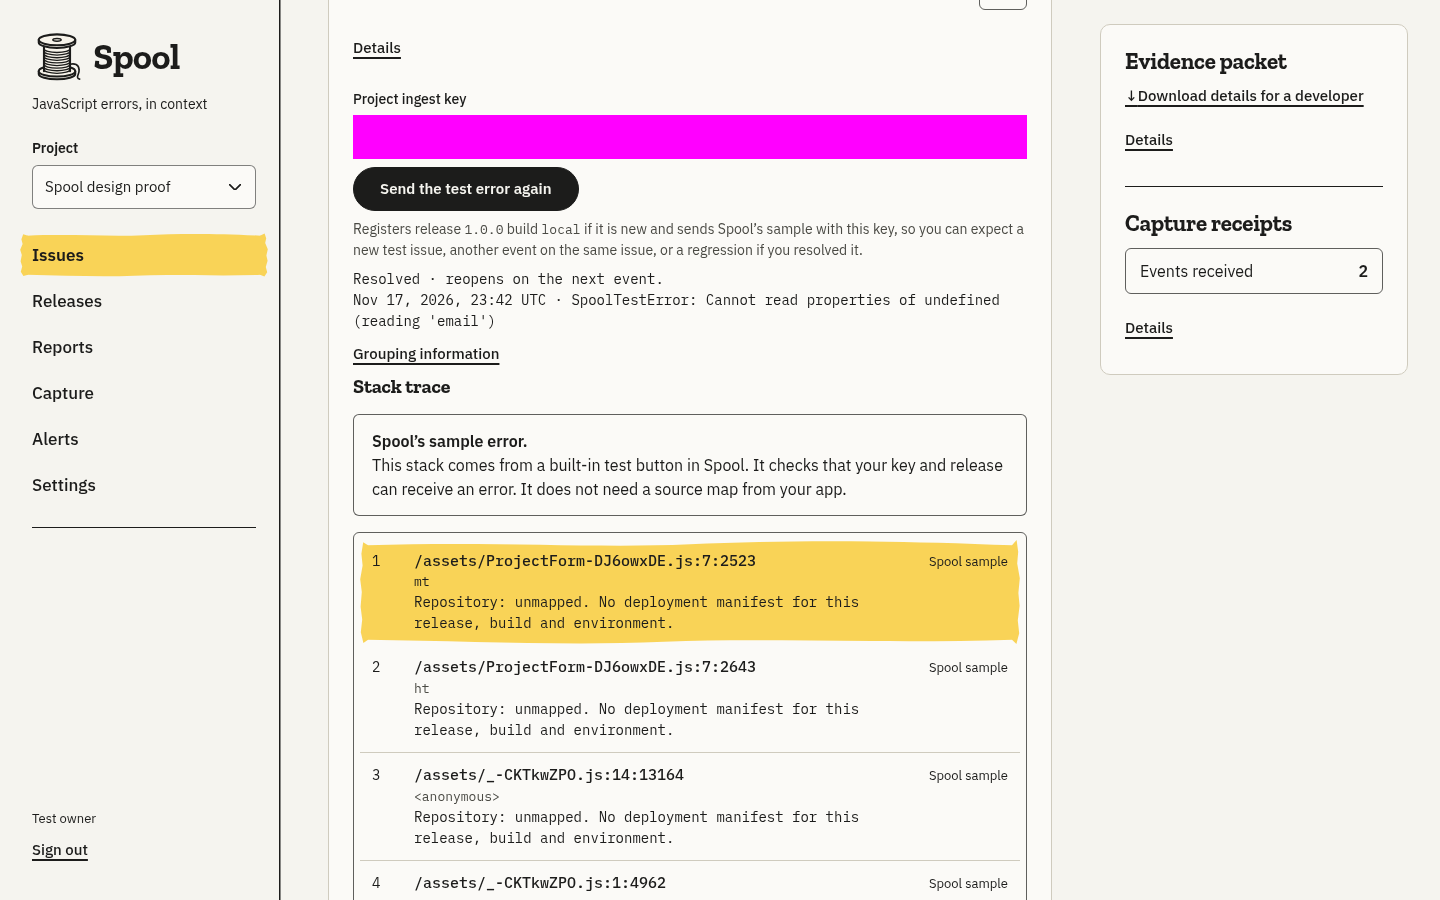 Spool
JavaScript errors, in context
Project
Spool design proof
Issues
Releases
Reports
Capture
Alerts
Settings
Test owner
Sign out
Details
Project ingest key
Send the test error again
Registers release 1.0.0 build local if it is new and sends Spool’s sample with this key, so you can expect a
new test issue, another event on the same issue, or a regression if you resolved it.
Resolved · reopens on the next event.
Nov 17, 2026, 23:42 UTC · SpoolTestError: Cannot read properties of undefined
(reading 'email')
Grouping information
Stack trace
Spool’s sample error.
This stack comes from a built-in test button in Spool. It checks that your key and release
can receive an error. It does not need a source map from your app.
1 /assets/ProjectForm-DJ6owxDE.js:7:2523 Spool sample
mt
Repository: unmapped. No deployment manifest for this
release, build and environment.
2 /assets/ProjectForm-DJ6owxDE.js:7:2643 Spool sample
ht
Repository: unmapped. No deployment manifest for this
release, build and environment.
3 /assets/_-CKTkwZPO.js:14:13164 Spool sample
<anonymous>
Repository: unmapped. No deployment manifest for this
release, build and environment.
4 /assets/_-CKTkwZPO.js:1:4962 Spool sample
Evidence packet
↓Download details for a developer
Details
Capture receipts
Events received 2
Details